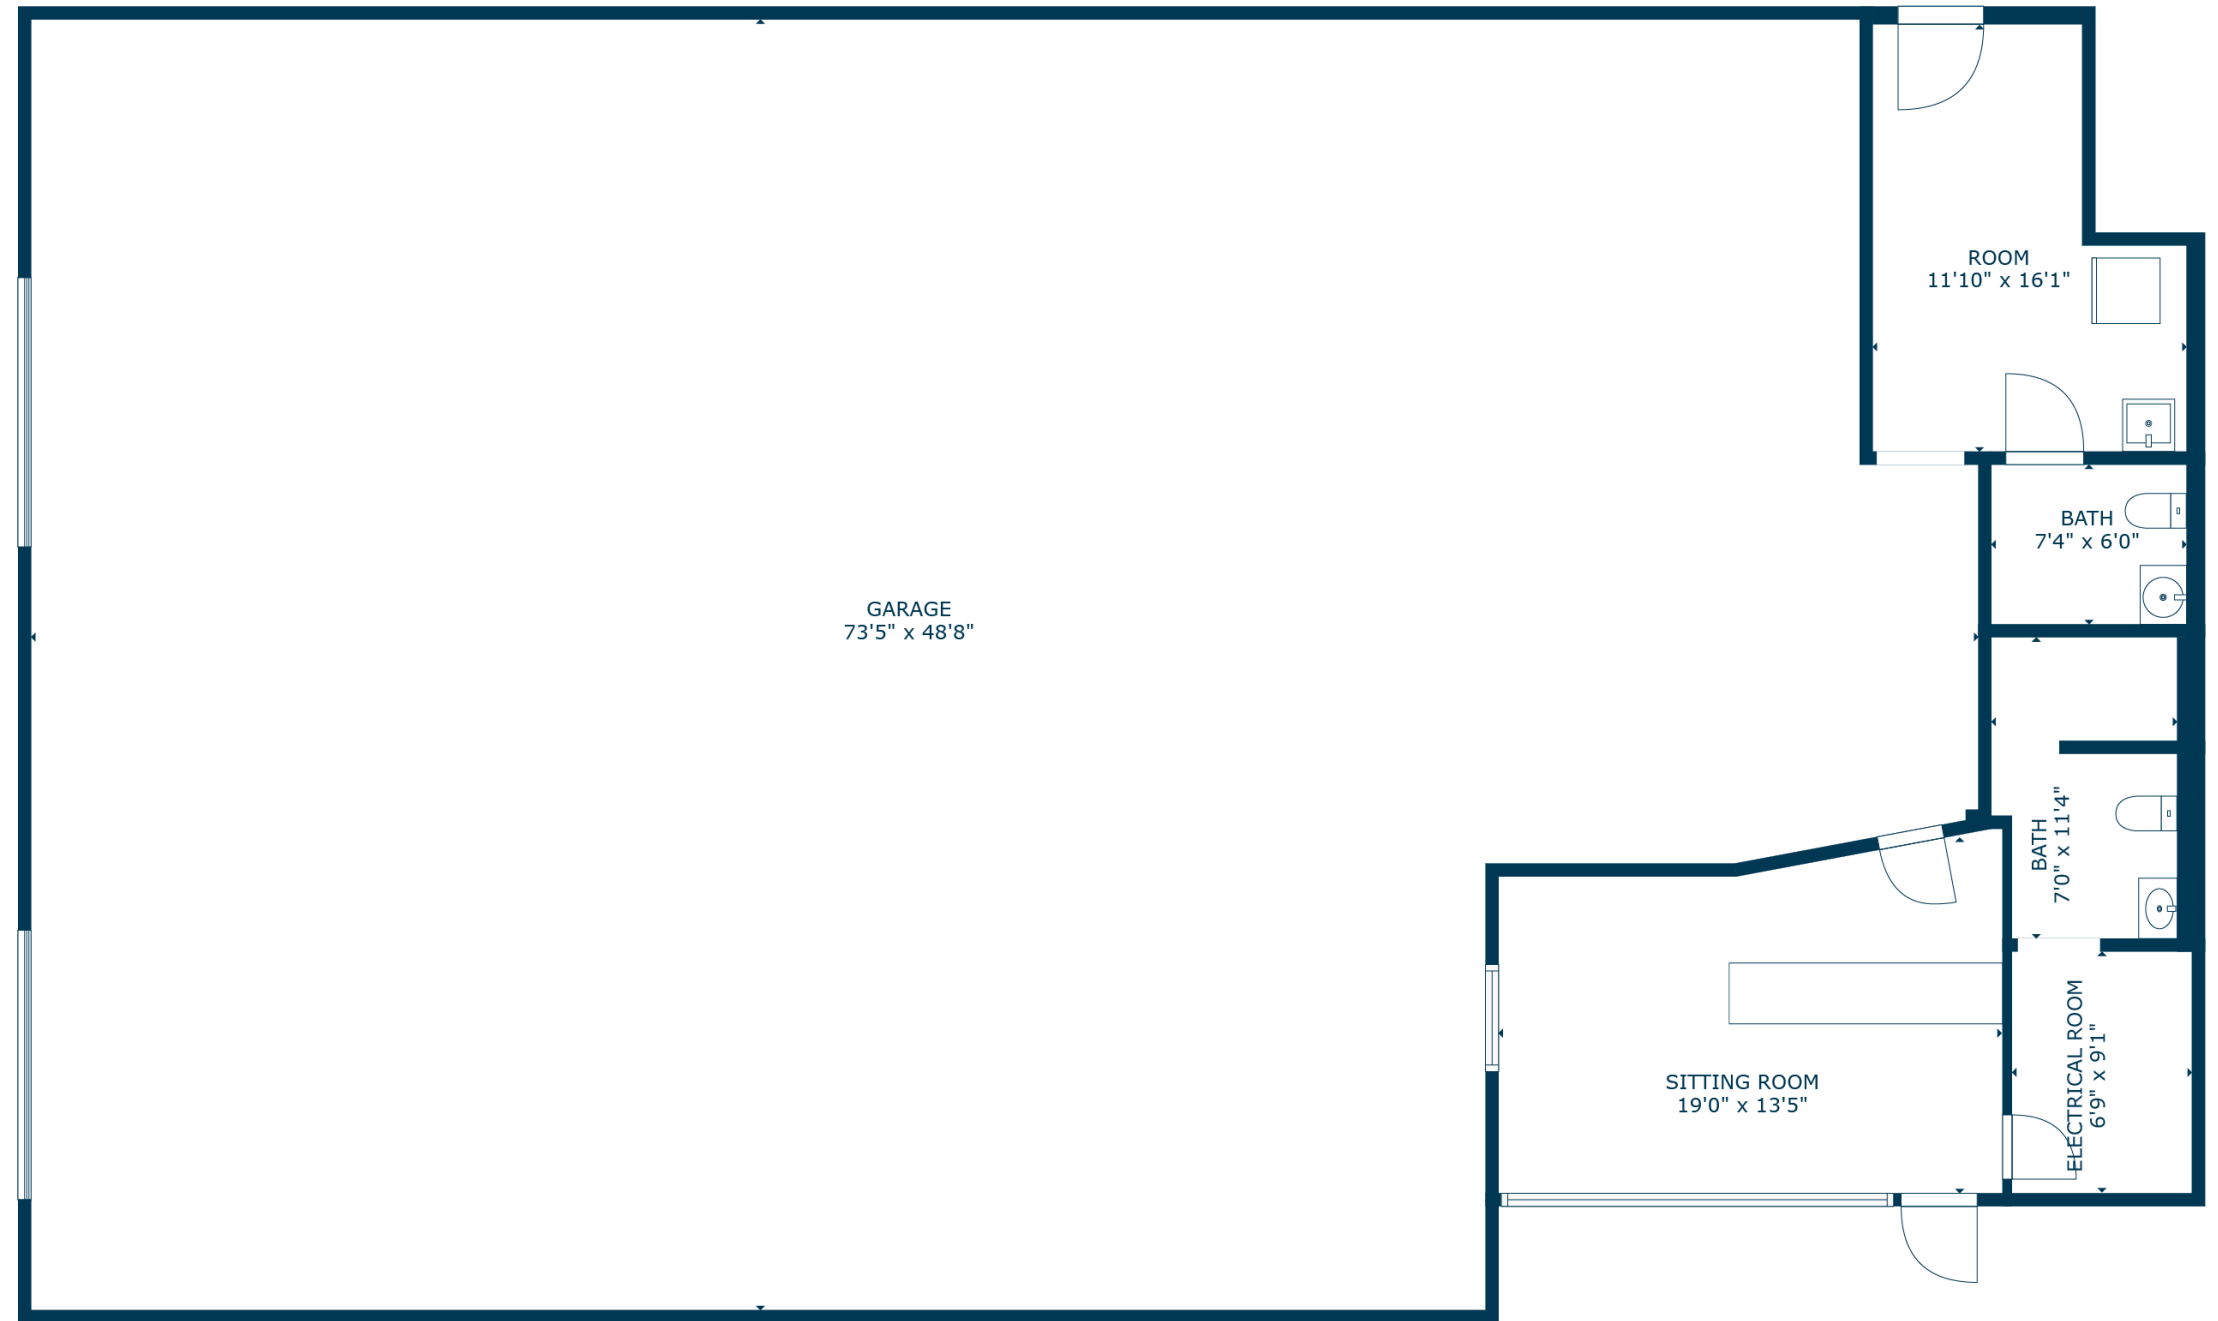 ROOM
11'10" x 16'1"
BATH
7'4" x 6'0"
GARAGE
73'5" x 48'8"
BATH
7'0" x 11'4"
SITTING ROOM
19'0" x 13'5"
ELECTRICAL ROOM
6'9" x 9'1"